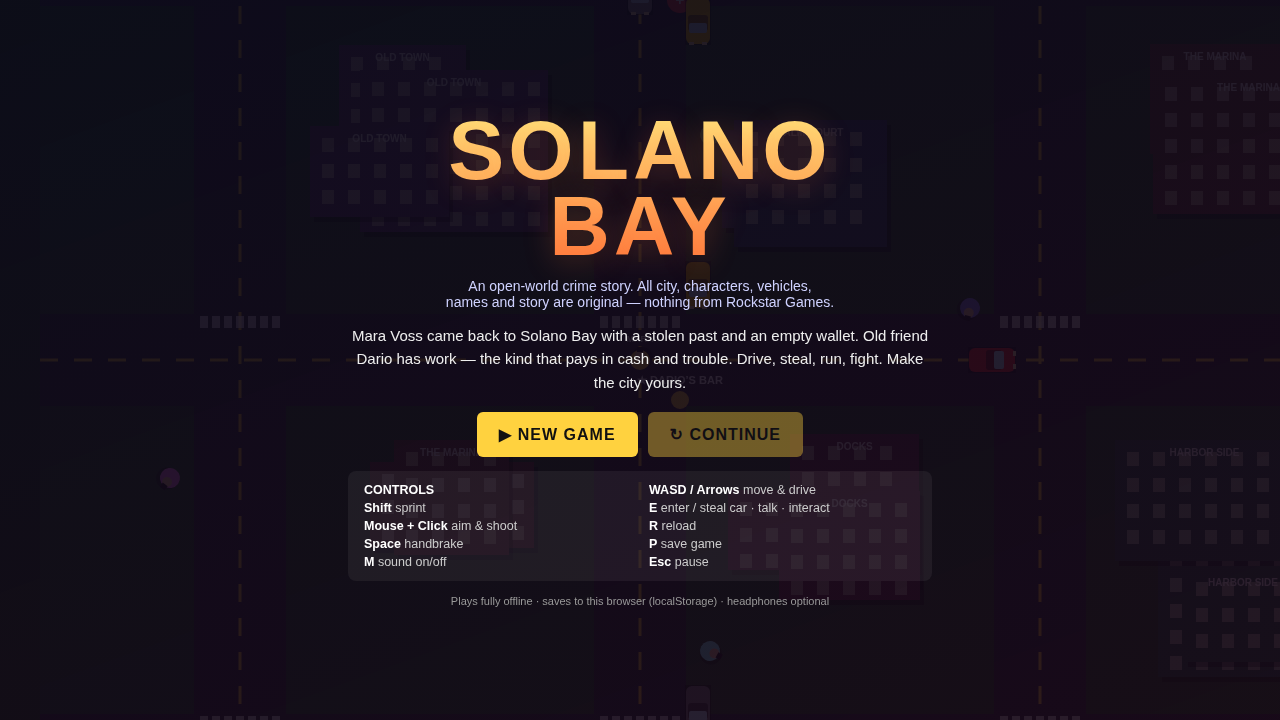 OLD TOWN
THE MARINA
OLD TOWN
THE MARINA
OLD TOWN
SOLANO
BAY
An open-world crime story. All city, characters, vehicles,
names and story are original — nothing from Rockstar Games.
Mara Voss came back to Solano Bay with a stolen past and an empty wallet. Old friend
Dario has work — the kind that pays in cash and trouble. Drive, steal, run, fight. Make
the city yours.
▶ NEW GAME
↻ CONTINUE
DOCKS
HARBOR SIDE
CONTROLS
WASD / Arrows move & drive
Shift sprint
E enter / steal car · talk · interact
DOCKS
Mouse + Click aim & shoot
R reload
Space handbrake
P save game
M sound on/off
Esc pause
HARBOR SIDE
Plays fully offline · saves to this browser (localStorage) · headphones optional